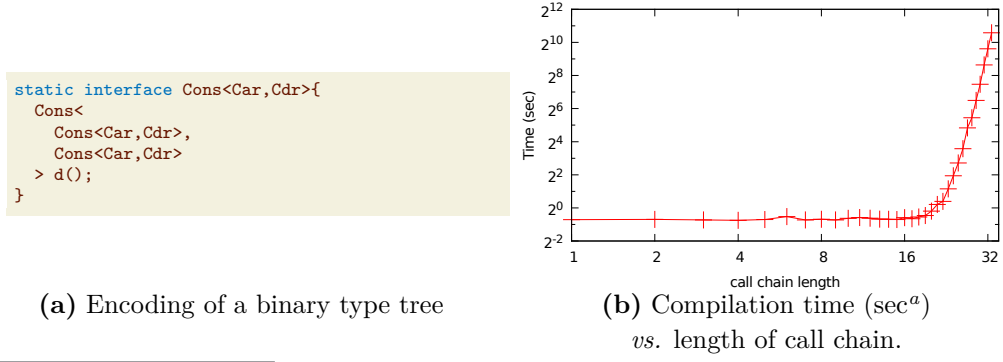 static interface Cons<Car,Cdr>{
Cons<
Cons<Car,Cdr>,
Cons<Car,Cdr>
> d();
}
(a) Encoding of a binary type tree
2^12
2^10
2^8
2^6
2^4
2^2
2^0
2^-2
Time (sec)
1 2 4 8 16 32
call chain length
(b) Compilation time (sec^a)
vs. length of call chain.